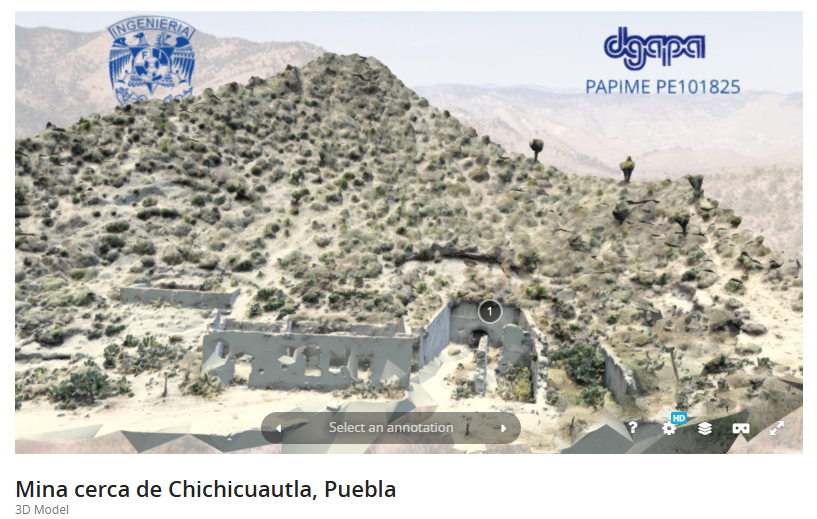 INGENIERIA
dgapa
PAPIME PE101825
1
Select an annotation
HD
?
Mina cerca de Chichicuautla, Puebla
3D Model